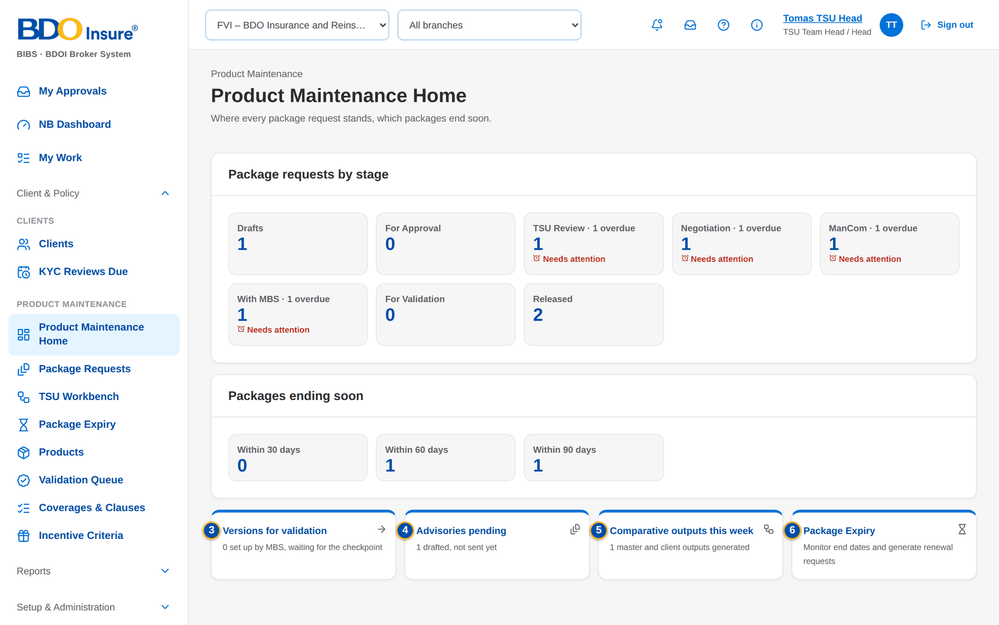 BDO Insure®
BIBS · BDOI Broker System
My Approvals
NB Dashboard
My Work
Client & Policy
CLIENTS
Clients
KYC Reviews Due
PRODUCT MAINTENANCE
Product Maintenance
Home
Package Requests
TSU Workbench
Package Expiry
Products
Validation Queue
Coverages & Clauses
Incentive Criteria
Reports
Setup & Administration
FVI – BDO Insurance and Reins...
All branches
Tomas TSU Head
TSU Team Head / Head
TT
Sign out
Product Maintenance
Product Maintenance Home
Where every package request stands, which packages end soon.
Package requests by stage
Drafts
1
For Approval
0
TSU Review · 1 overdue
1
Needs attention
Negotiation · 1 overdue
1
Needs attention
ManCom · 1 overdue
1
Needs attention
With MBS · 1 overdue
1
Needs attention
For Validation
0
Released
2
Packages ending soon
Within 30 days
0
Within 60 days
1
Within 90 days
1
3 Versions for validation
0 set up by MBS, waiting for the checkpoint
4 Advisories pending
1 drafted, not sent yet
5 Comparative outputs this week
1 master and client outputs generated
6 Package Expiry
Monitor end dates and generate renewal
requests